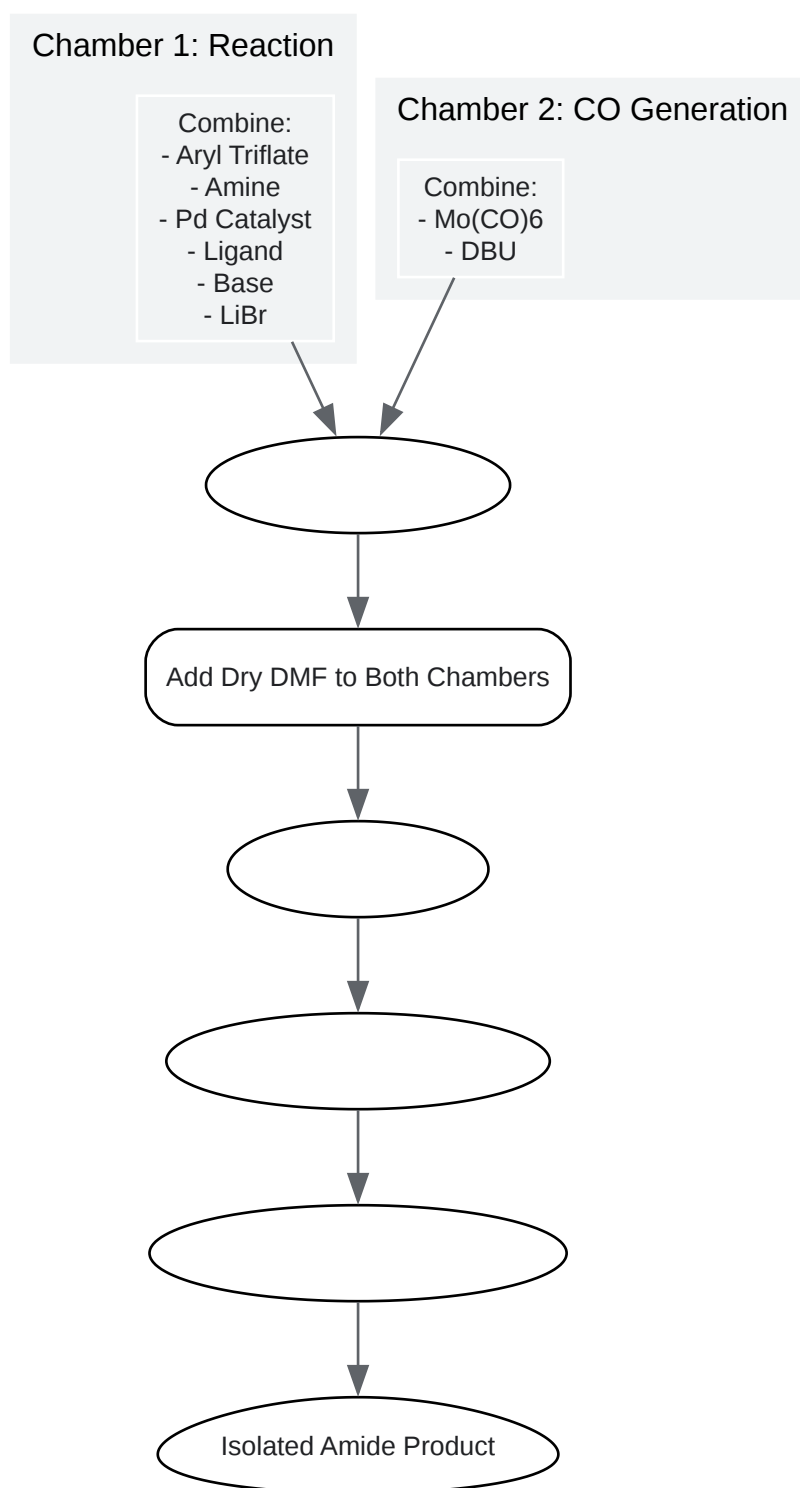 Chamber 1: Reaction
Combine:
- Aryl Triflate
- Amine
- Pd Catalyst
- Ligand
- Base
- LiBr
Chamber 2: CO Generation
Combine:
- Mo(CO)6
- DBU
Add Dry DMF to Both Chambers
Isolated Amide Product